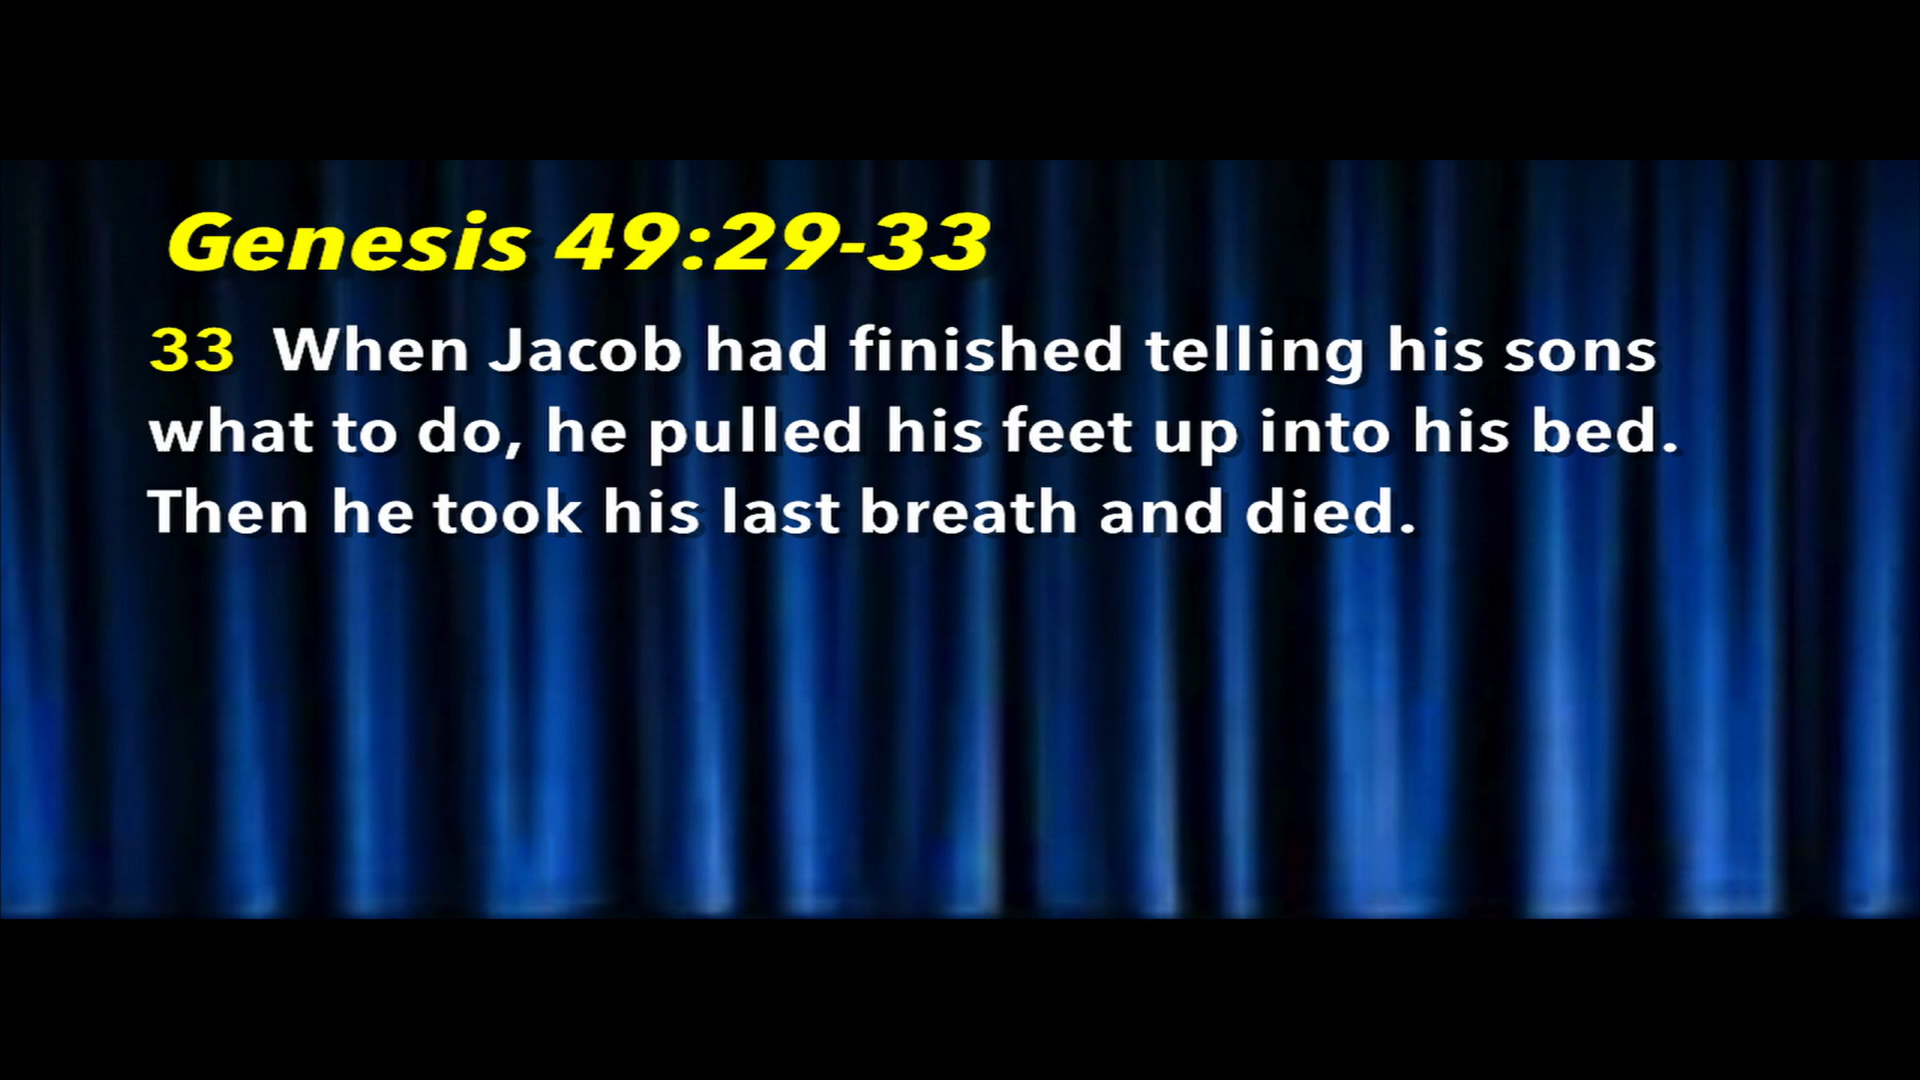 Genesis 49:29-33
33 When Jacob had finished telling his sons
what to do, he pulled his feet up into his bed.
Then he took his last breath and died.